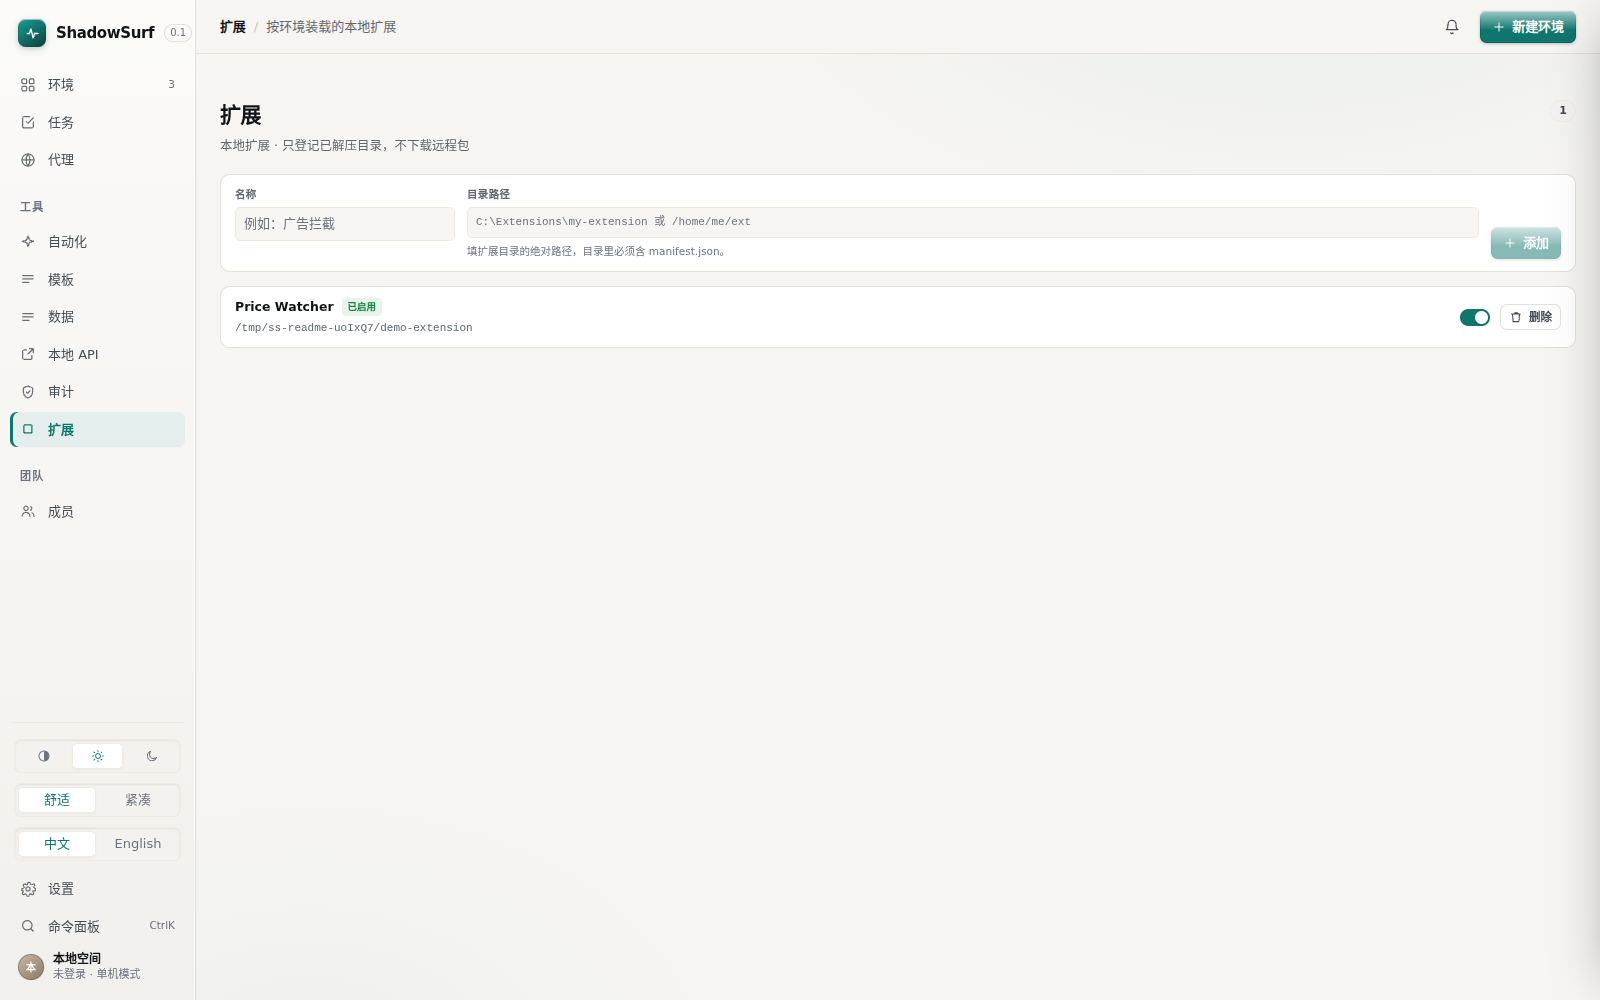 ShadowSurf 0.1
环境 3
任务
代理
工具
自动化
模板
数据
本地 API
审计
扩展
团队
成员
舒适 紧凑
中文 English
设置
命令面板 CtrlK
本
本地空间
未登录 · 单机模式
扩展 / 按环境装载的本地扩展
新建环境
扩展
1
本地扩展 · 只登记已解压目录，不下载远程包
名称
例如：广告拦截
目录路径
C:\Extensions\my-extension 或 /home/me/ext
填扩展目录的绝对路径，目录里必须含 manifest.json。
添加
Price Watcher 已启用
/tmp/ss-readme-uoIxQ7/demo-extension
删除